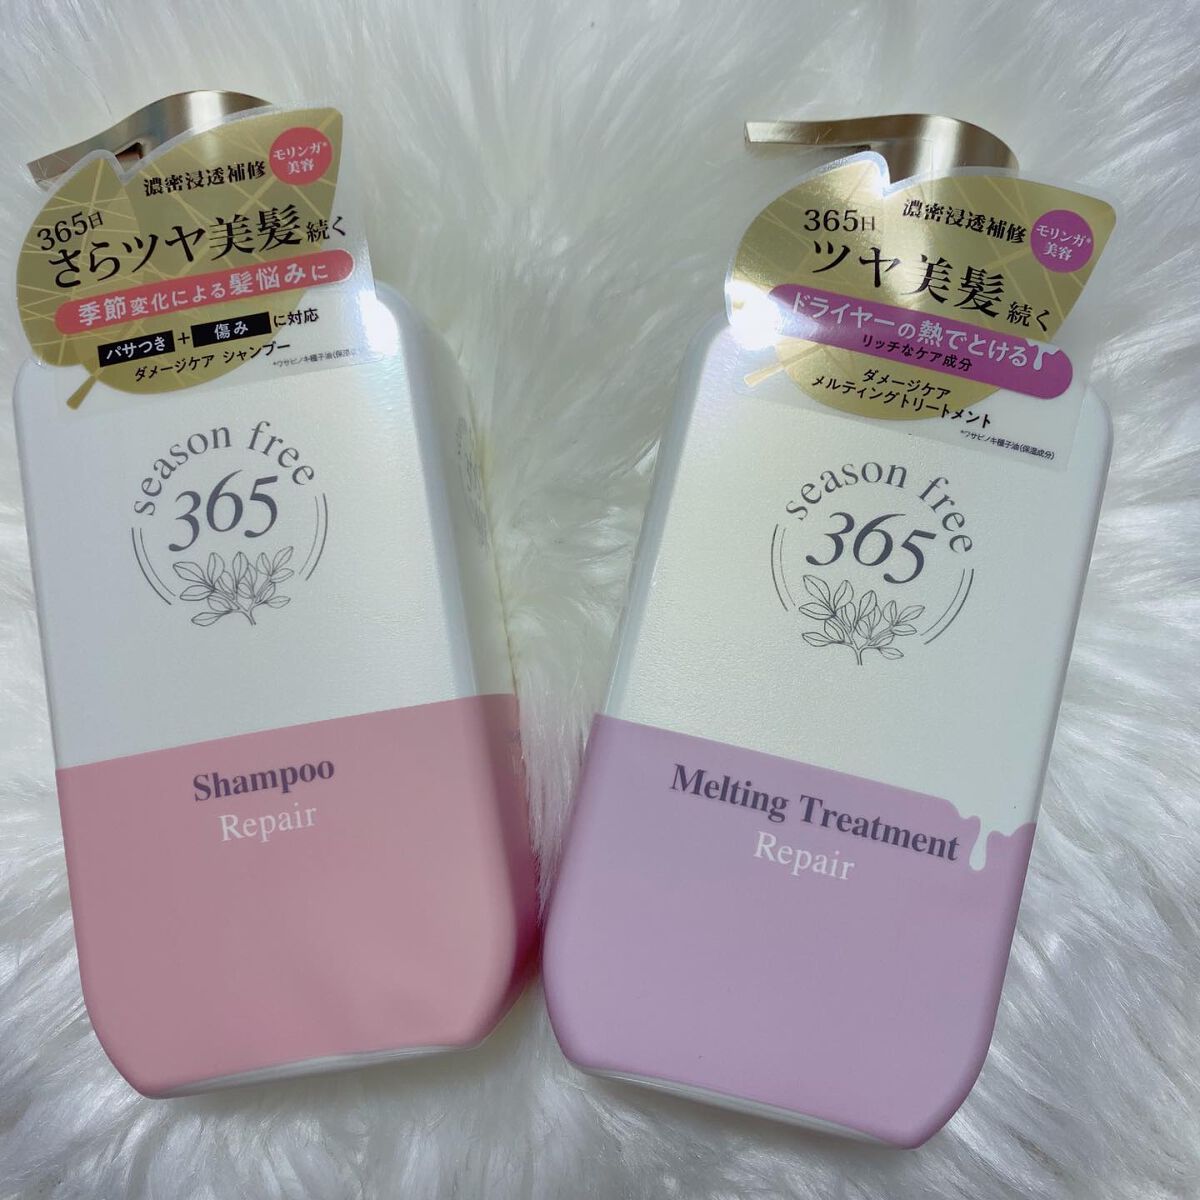 濃密浸透補修
モリンガ*
美容
365日
さらツヤ美髪続く
季節変化による髪悩みに
パサつき+傷みに対応
ダメージケア シャンプー
season free
365
Shampoo
Repair
濃密浸透補修
モリンガ*
美容
365日
ツヤ美髪続く
ドライヤーの熱でとける
リッチなケア成分
ダメージケア
メルティングトリートメント
*ワサビノキ種子油(保湿成分)
season free
365
Melting Treatment
Repair